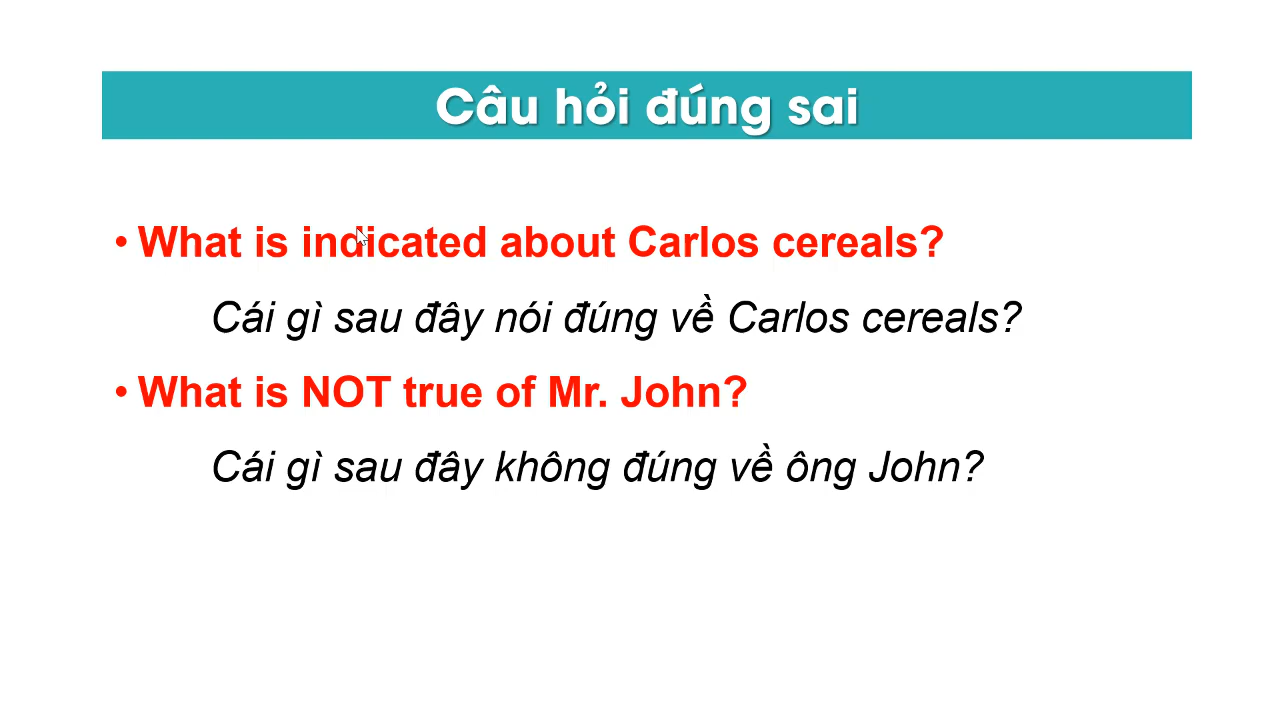 Câu hỏi đúng sai
• What is indicated about Carlos cereals?
Cái gì sau đây nói đúng về Carlos cereals?
• What is NOT true of Mr. John?
Cái gì sau đây không đúng về ông John?